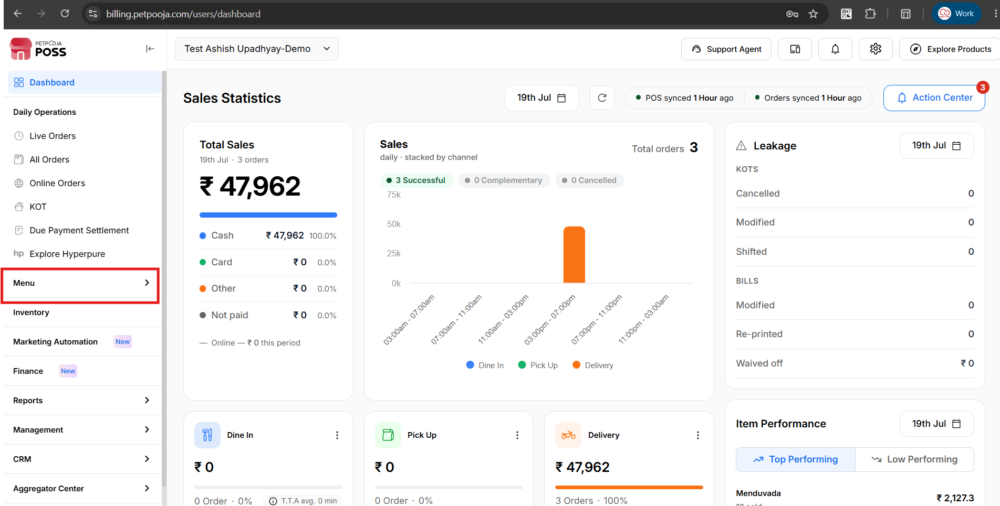 billing.petpooja.com/users/dashboard
Work
PETPOOJA
POSS
Test Ashish Upadhyay-Demo
Support Agent
Explore Products
Dashboard
Daily Operations
Live Orders
All Orders
Online Orders
KOT
Due Payment Settlement
hp Explore Hyperpure
Menu
Inventory
Marketing Automation New
Finance New
Reports
Management
CRM
Aggregator Center
Sales Statistics
19th Jul
POS synced 1 Hour ago
Orders synced 1 Hour ago
Action Center
3
Total Sales
19th Jul · 3 orders
₹ 47,962
Cash ₹ 47,962 100.0%
Card ₹ 0 0.0%
Other ₹ 0 0.0%
Not paid ₹ 0 0.0%
— Online — ₹ 0 this period
Sales
daily · stacked by channel
Total orders 3
3 Successful
0 Complementary
0 Cancelled
75k
50k
25k
0k
03:00am - 07:00am
07:00am - 11:00am
11:00am - 03:00pm
03:00pm - 07:00pm
07:00pm - 11:00pm
11:00pm - 03:00am
Dine In
Pick Up
Delivery
Leakage
19th Jul
KOTS
Cancelled 0
Modified 0
Shifted 0
BILLS
Modified 0
Re-printed 0
Waived off ₹ 0
Dine In
₹ 0
0 Order · 0%
T.T.A avg. 0 min
Pick Up
₹ 0
0 Order · 0%
Delivery
₹ 47,962
3 Orders · 100%
Item Performance
19th Jul
Top Performing
Low Performing
Menduvada
₹ 2,127.3